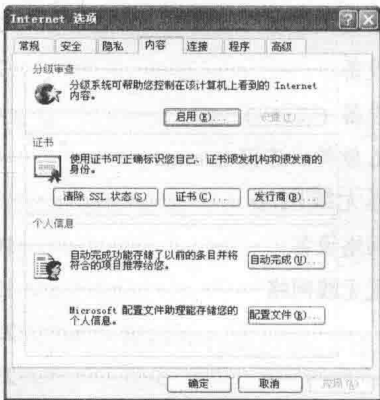 Internet 选项
常规 安全 隐私 内容 连接 程序 高级
分级审查
分级系统可帮助您控制在该计算机上看到的 Internet
内容。
启用(E)...
证书
使用证书可正确标识您自己、证书颁发机构和颁发商的
身份。
清除 SSL 状态(S) 证书(C)... 发行商(B)...
个人信息
自动完成功能存储了以前的条目并将
符合的项目推荐给您。
自动完成(U)...
Microsoft 配置文件助理能存储您的
个人信息。
配置文件(R)...
确定 取消 应用(A)